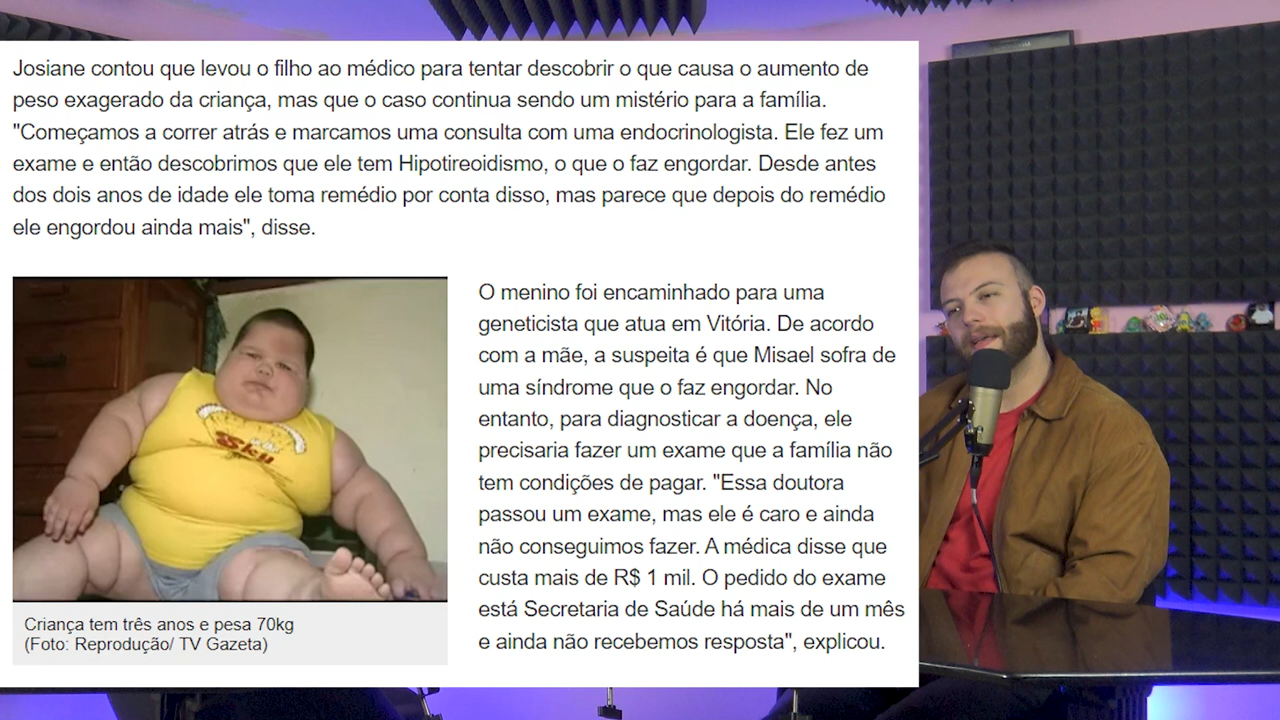 Josiane contou que levou o filho ao médico para tentar descobrir o que causa o aumento de
peso exagerado da criança, mas que o caso continua sendo um mistério para a família.
"Começamos a correr atrás e marcamos uma consulta com uma endocrinologista. Ele fez um
exame e então descobrimos que ele tem Hipotireoidismo, o que o faz engordar. Desde antes
dos dois anos de idade ele toma remédio por conta disso, mas parece que depois do remédio
ele engordou ainda mais", disse.
O menino foi encaminhado para uma
geneticista que atua em Vitória. De acordo
com a mãe, a suspeita é que Misael sofra de
uma síndrome que o faz engordar. No
entanto, para diagnosticar a doença, ele
precisaria fazer um exame que a família não
tem condições de pagar. "Essa doutora
passou um exame, mas ele é caro e ainda
não conseguimos fazer. A médica disse que
custa mais de R$ 1 mil. O pedido do exame
está Secretaria de Saúde há mais de um mês
e ainda não recebemos resposta", explicou.
Criança tem três anos e pesa 70kg
(Foto: Reprodução/ TV Gazeta)